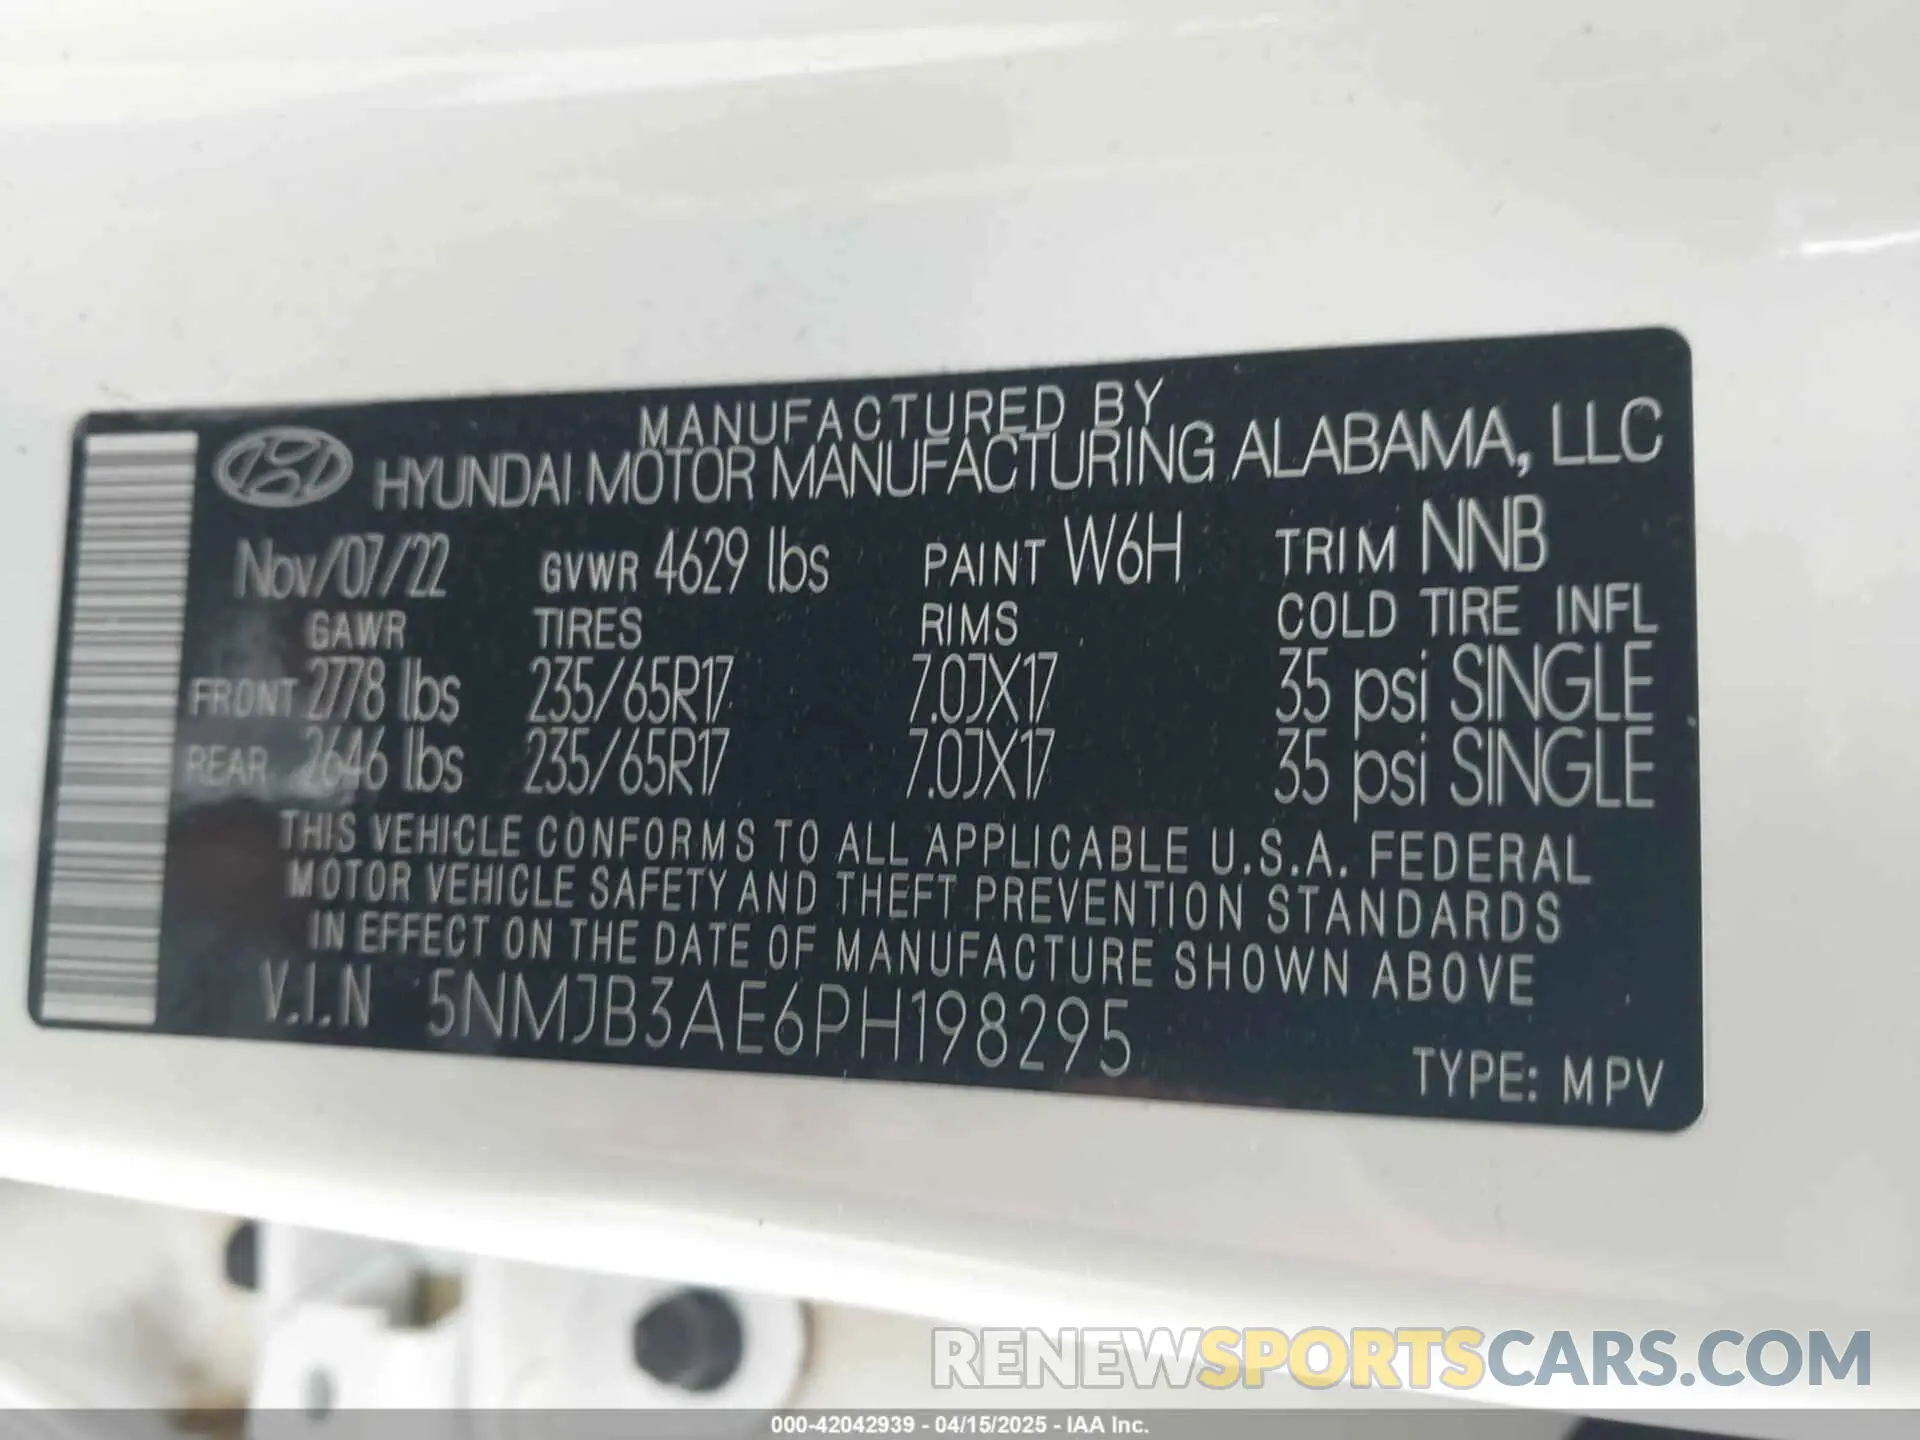 MANUFACTURED BY
HYUNDAI MOTOR MANUFACTURING ALABAMA, LLC
Nov/07/22 GVWR 4629 lbs PAINT W6H TRIM NNB
GAWR TIRES RIMS COLD TIRE INFL
FRONT 2778 lbs 235/65R17 7.0JX17 35 psi SINGLE
REAR 2646 lbs 235/65R17 7.0JX17 35 psi SINGLE
THIS VEHICLE CONFORMS TO ALL APPLICABLE U.S.A. FEDERAL
MOTOR VEHICLE SAFETY AND THEFT PREVENTION STANDARDS
IN EFFECT ON THE DATE OF MANUFACTURE SHOWN ABOVE
V.I.N 5NMJB3AE6PH198295
TYPE: MPV
RENEWSPORTSCARS.COM
000-42042939 - 04/15/2025 - IAA Inc.